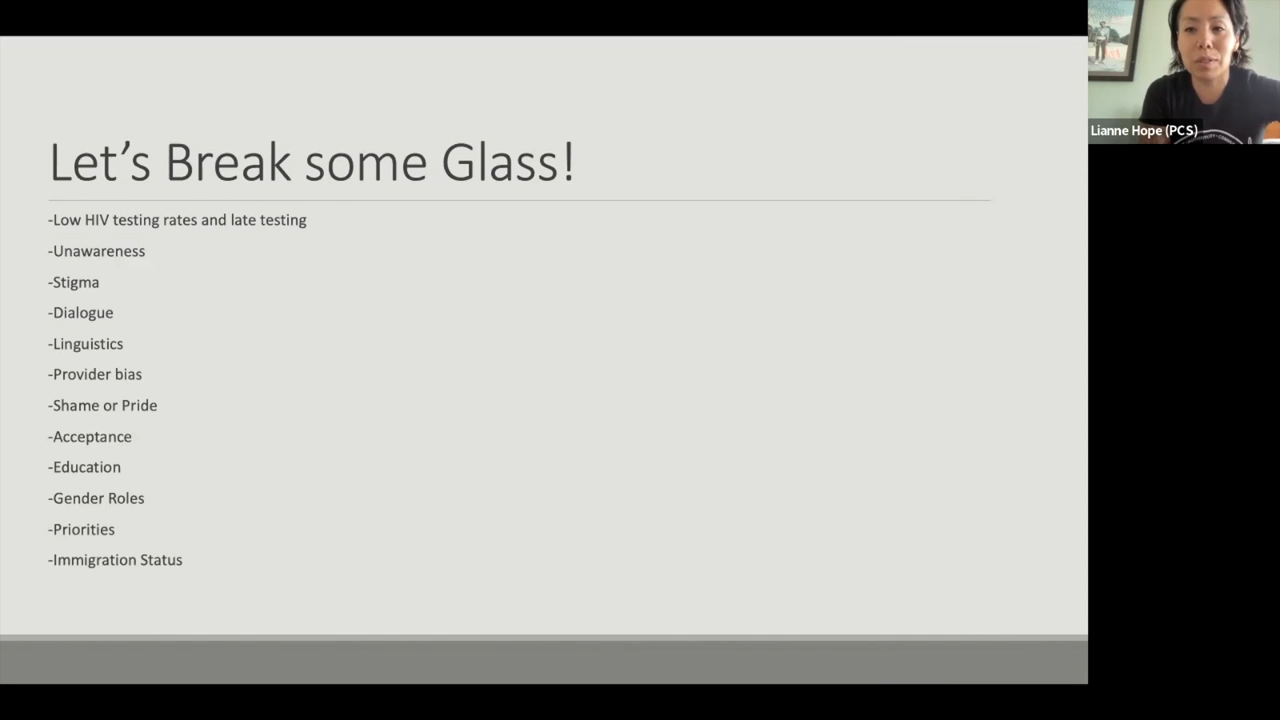 Let's Break some Glass!
-Low HIV testing rates and late testing
-Unawareness
-Stigma
-Dialogue
-Linguistics
-Provider bias
-Shame or Pride
-Acceptance
-Education
-Gender Roles
-Priorities
-Immigration Status
Lianne Hope (PCS)